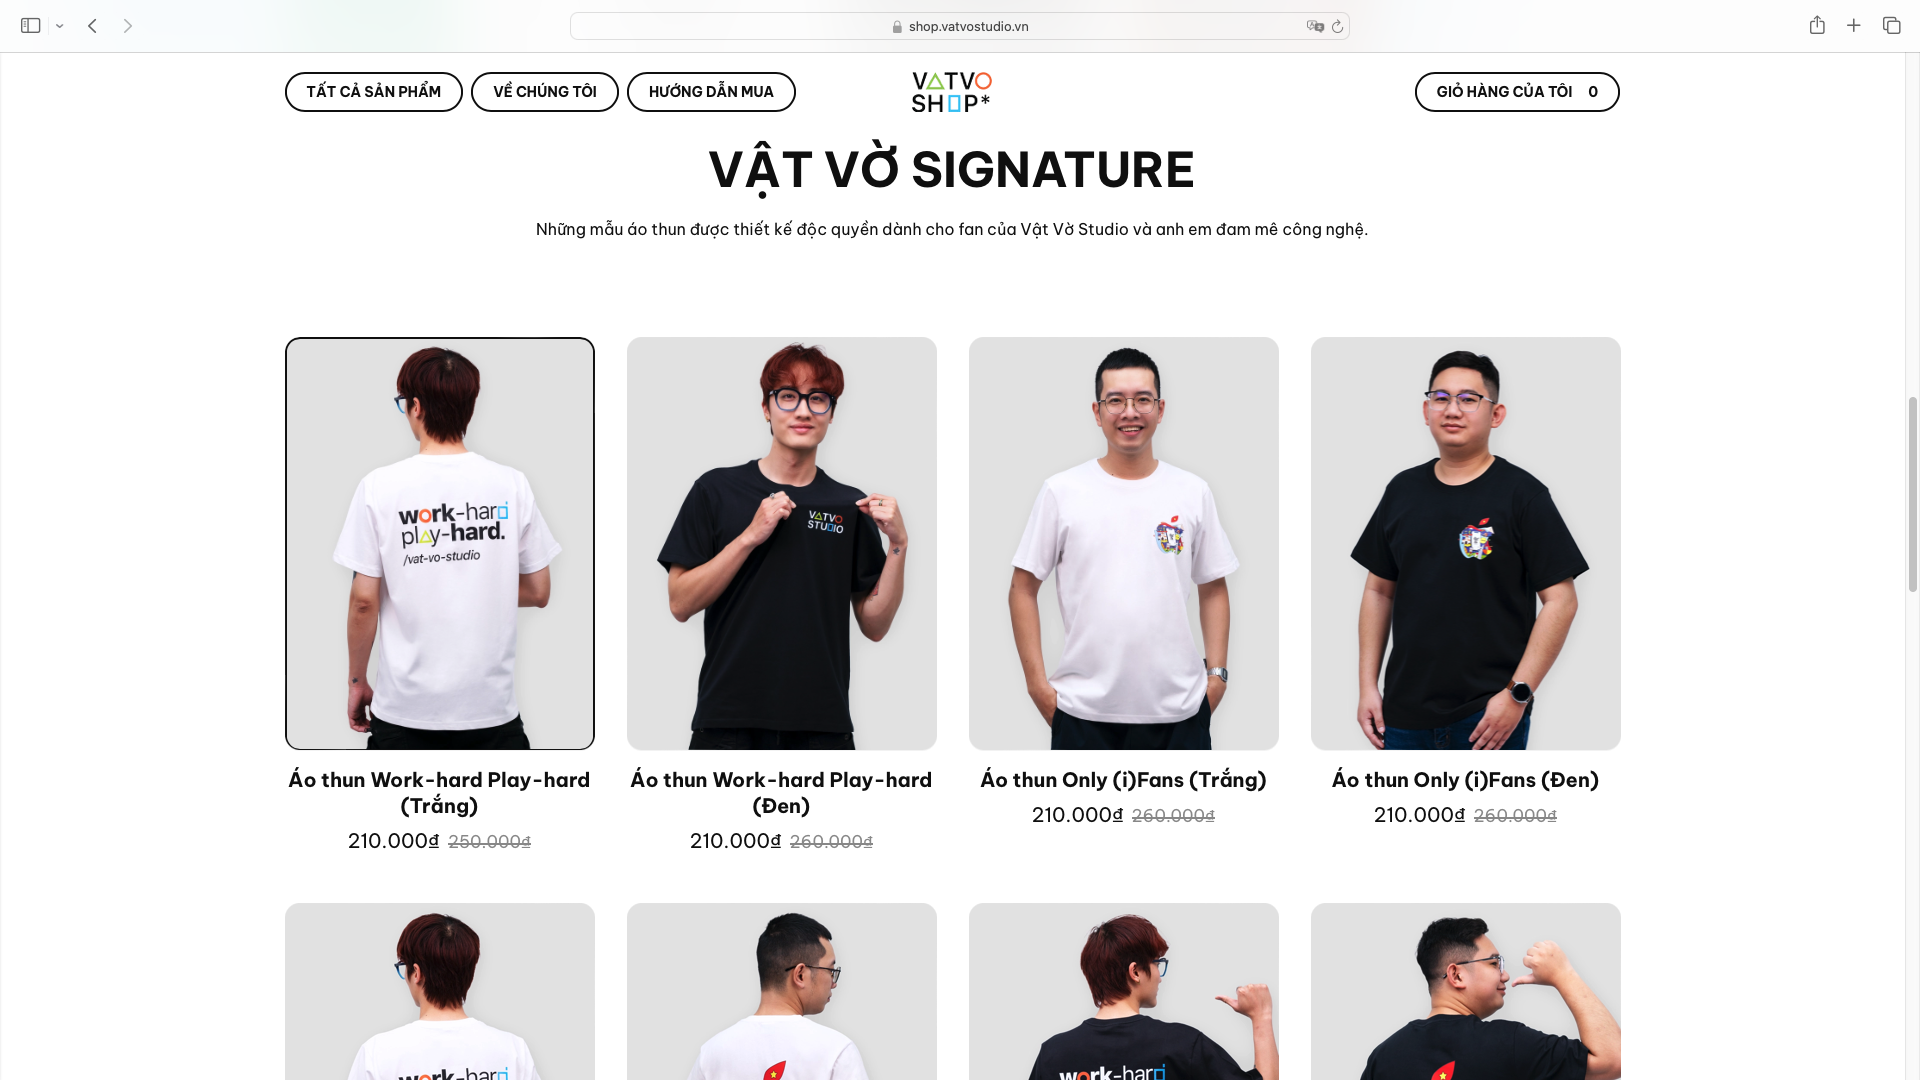 shop.vatvostudio.vn
TẤT CẢ SẢN PHẨM
VỀ CHÚNG TÔI
HƯỚNG DẪN MUA
VATVO
SHOP*
GIỎ HÀNG CỦA TÔI 0
VẬT VỜ SIGNATURE
Những mẫu áo thun được thiết kế độc quyền dành cho fan của Vật Vờ Studio và anh em đam mê công nghệ.
work-hard
play-hard.
/vat-vo-studio
VATVO
STUDIO
Áo thun Work-hard Play-hard
(Trắng)
210.000₫ 250.000₫
Áo thun Work-hard Play-hard
(Đen)
210.000₫ 260.000₫
Áo thun Only (i)Fans (Trắng)
210.000₫ 260.000₫
Áo thun Only (i)Fans (Đen)
210.000₫ 260.000₫
work-hard
work-hard